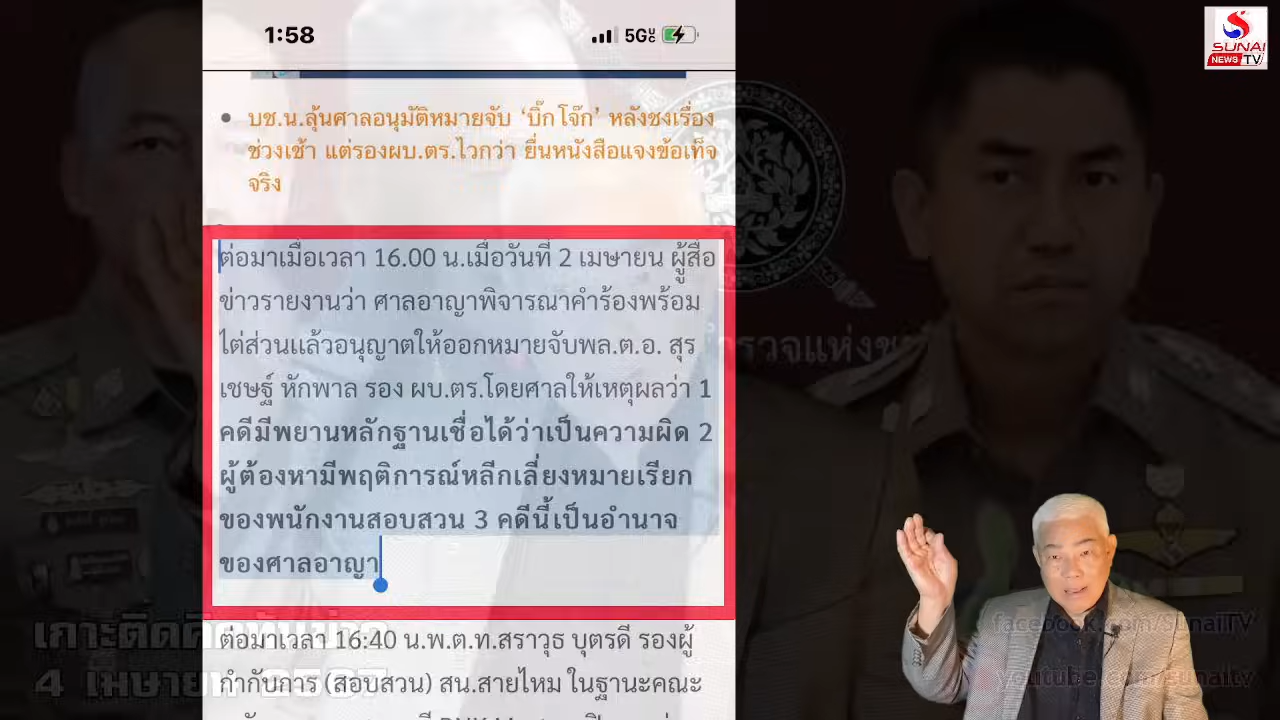 1:58
5G
SUNAI
NEWS TV
บช.น.ลุ้นศาลอนุมัติหมายจับ ‘บิ๊กโจ๊ก’ หลังชงเรื่อง
ช่วงเช้า แต่รองผบ.ตร.ไวกว่า ยื่นหนังสือแจงข้อเท็จ
จริง
ต่อมาเมื่อเวลา 16.00 น.เมื่อวันที่ 2 เมษายน ผู้สื่อ
ข่าวรายงานว่า ศาลอาญาพิจารณาคำร้องพร้อม
ไต่ส่วนแล้วอนุญาตให้ออกหมายจับพล.ต.อ. สุร
เชษฐ์ หักพาล รอง ผบ.ตร.โดยศาลให้เหตุผลว่า 1
คดีมีพยานหลักฐานเชื่อได้ว่าเป็นความผิด 2
ผู้ต้องหามีพฤติการณ์หลีกเลี่ยงหมายเรียก
ของพนักงานสอบสวน 3 คดีนี้เป็นอำนาจ
ของศาลอาญา
ต่อมาเวลา 16:40 น.พ.ต.ท.สราวุธ บุตรดี รองผู้
กำกับการ (สอบสวน) สน.สายไหม ในฐานะคณะ
เกาะติด
4 เมษายน
facebook.com/SunaiTV
youtube.com/sunaitv